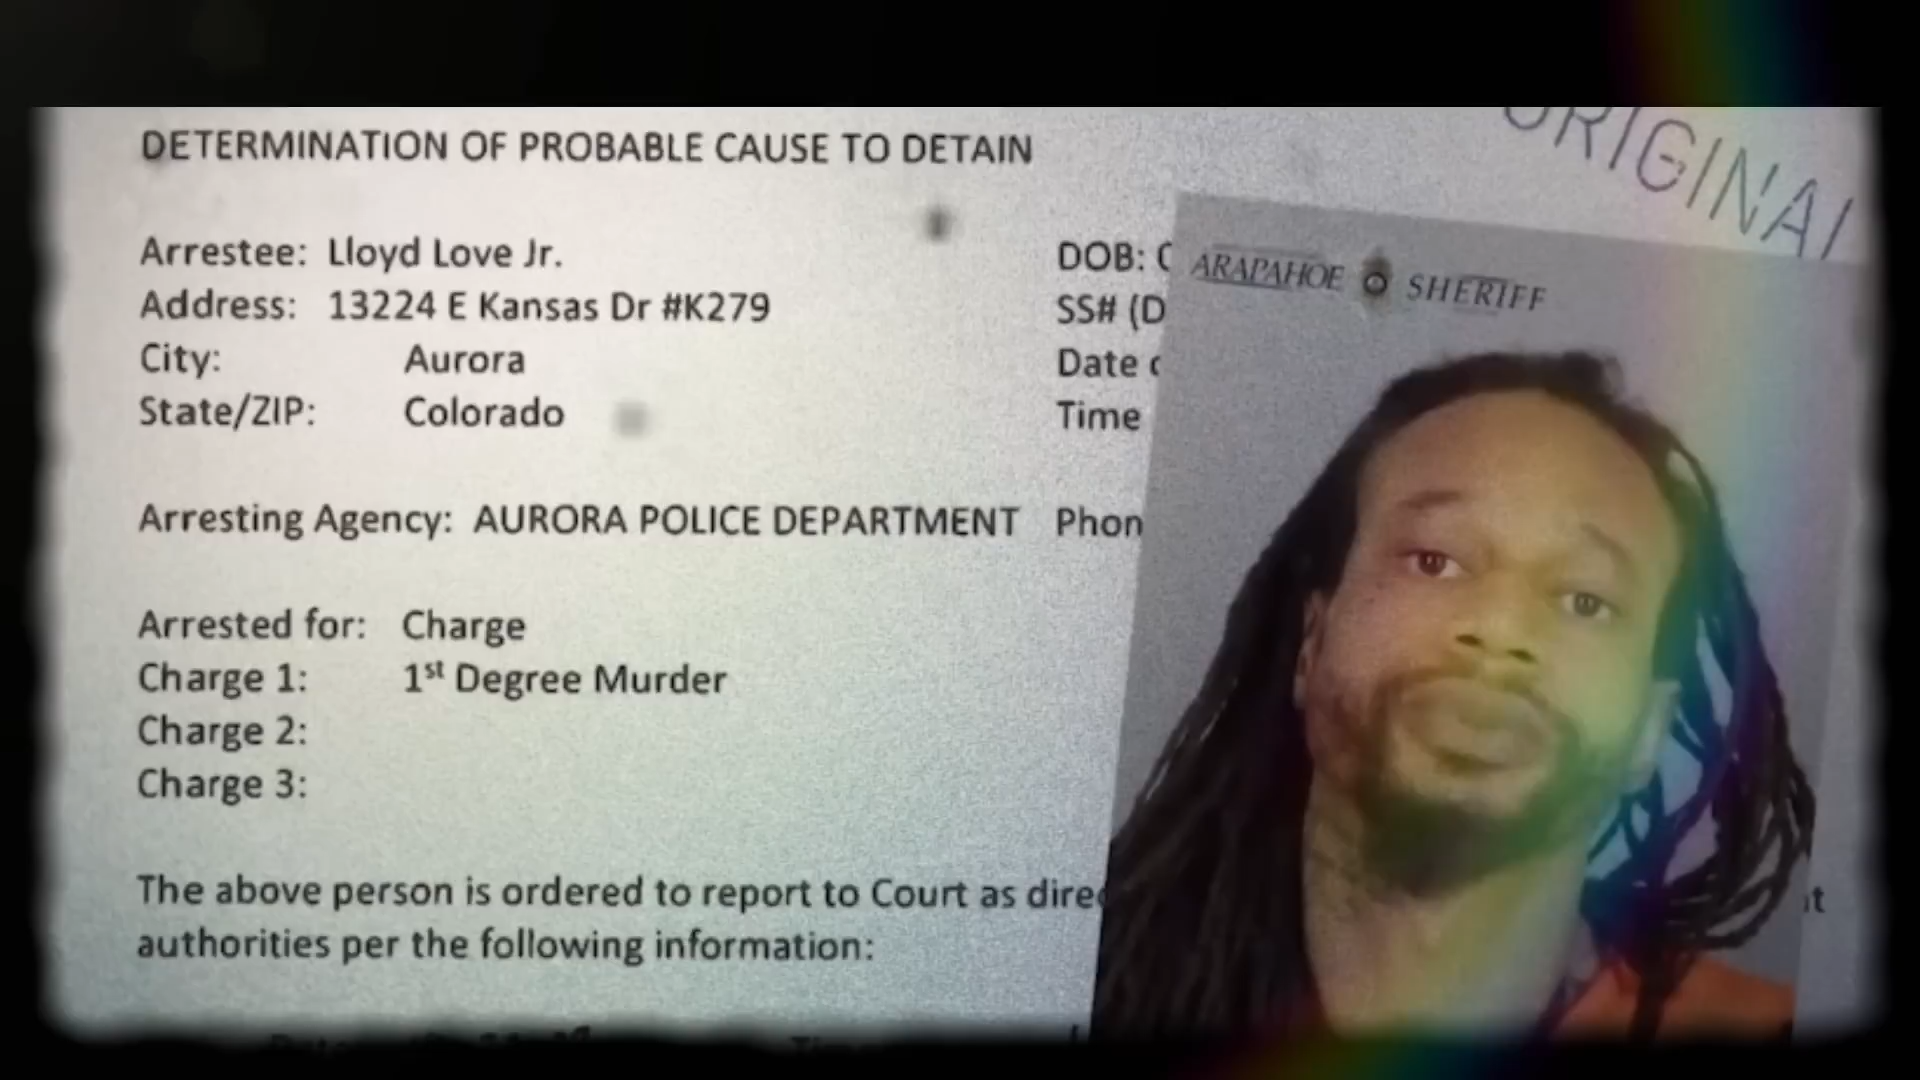 ORIGINAL
DETERMINATION OF PROBABLE CAUSE TO DETAIN
Arrestee: Lloyd Love Jr.
DOB:
ARAPAHOE SHERIFF
Address: 13224 E Kansas Dr #K279
SS# (D
City: Aurora
Date
State/ZIP: Colorado
Time
Arresting Agency: AURORA POLICE DEPARTMENT Phon
Arrested for: Charge
Charge 1: 1st Degree Murder
Charge 2:
Charge 3:
The above person is ordered to report to Court as direc
authorities per the following information: